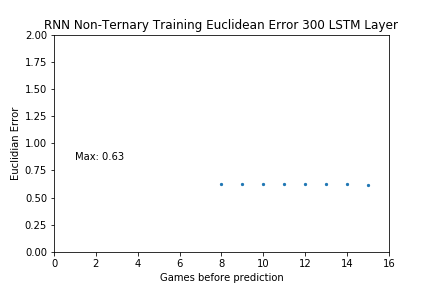 RNN Non-Ternary Training Euclidean Error 300 LSTM Layer
2.00
1.75
1.50
1.25
1.00
0.75
0.50
0.25
0.00
Euclidian Error
Max: 0.63
0 2 4 6 8 10 12 14 16
Games before prediction